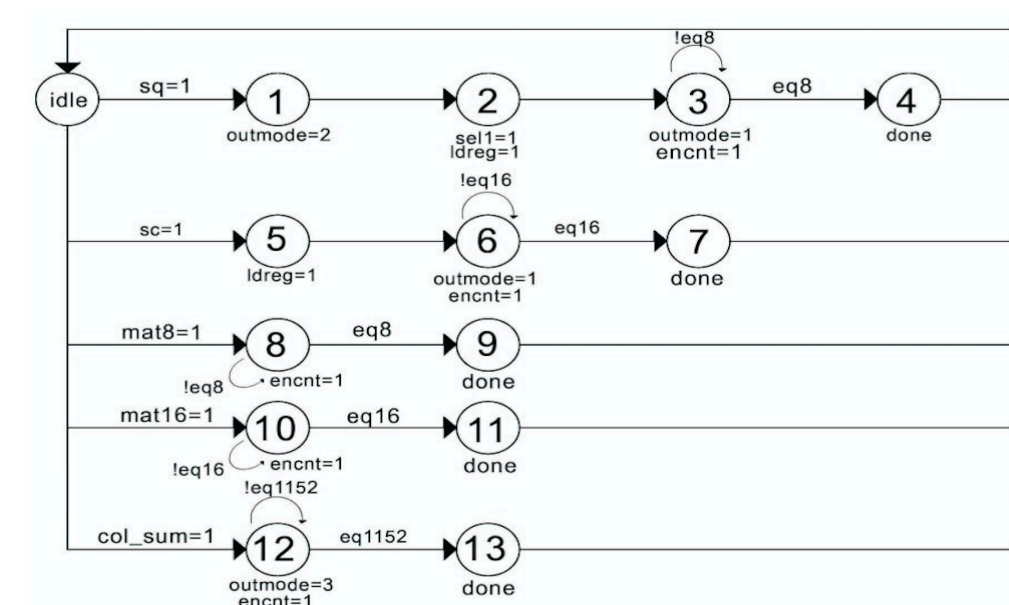 !eq8
idle
sq=1
1
2
3
eq8
4
outmode=2
sel1=1
ldreg=1
outmode=1
encnt=1
done
!eq16
sc=1
5
6
eq16
7
ldreg=1
outmode=1
encnt=1
done
mat8=1
8
eq8
9
!eq8
encnt=1
done
mat16=1
10
eq16
11
!eq16
encnt=1
done
!eq1152
col_sum=1
12
eq1152
13
outmode=3
encnt=1
done